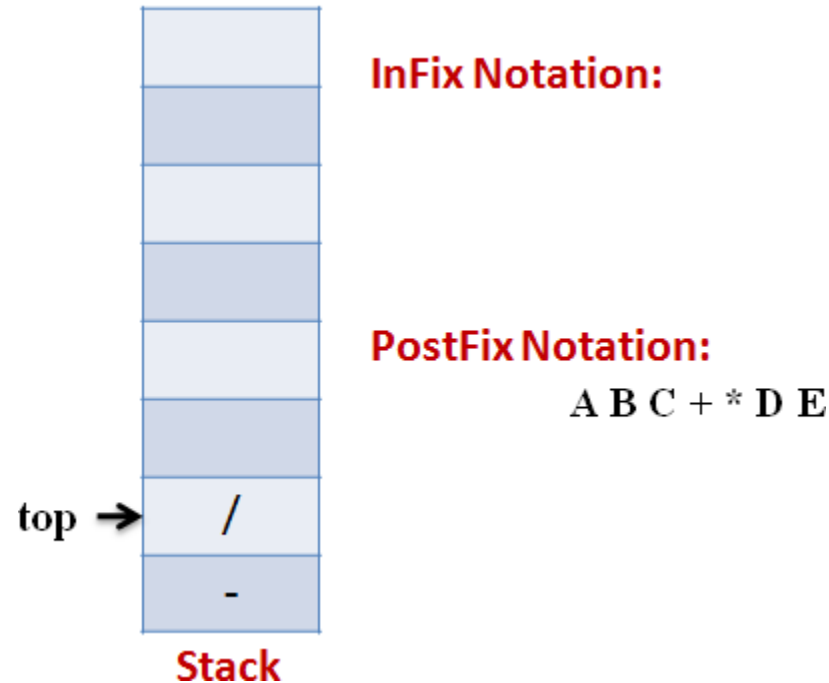 InFix Notation:
PostFix Notation:
A B C + * D E
top
/
-
Stack